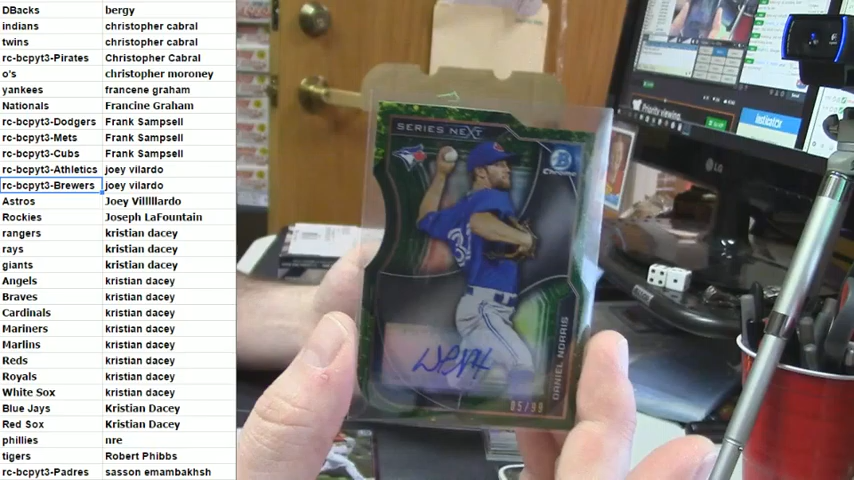 DBacks bergy
indians christopher cabral
twins christopher cabral
rc-bcpyt3-Pirates Christopher Cabral
o's christopher moroney
yankees francene graham
Nationals Francine Graham
rc-bcpyt3-Dodgers Frank Sampsell
rc-bcpyt3-Mets Frank Sampsell
rc-bcpyt3-Cubs Frank Sampsell
rc-bcpyt3-Athletics joey vilardo
rc-bcpyt3-Brewers joey vilardo
Astros Joey Villlllardo
Rockies Joseph LaFountain
rangers kristian dacey
rays kristian dacey
giants kristian dacey
Angels kristian dacey
Braves kristian dacey
Cardinals kristian dacey
Mariners kristian dacey
Marlins kristian dacey
Reds kristian dacey
Royals kristian dacey
White Sox kristian dacey
Blue Jays Kristian Dacey
Red Sox Kristian Dacey
phillies nre
tigers Robert Phibbs
rc-bcpyt3-Padres sasson emambakhsh
SERIES NEXT
B
Chrome
32
DANIEL NORRIS
05/99
Priority viewing.
LG